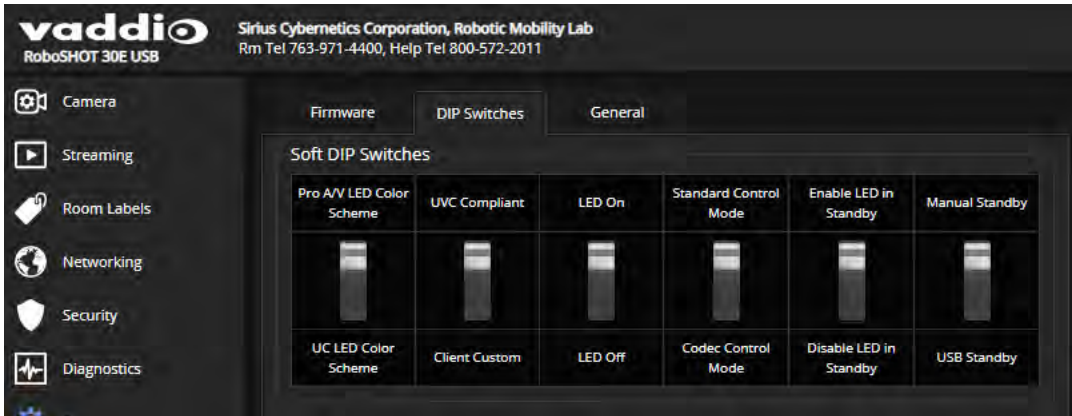 vaddio
RoboSHOT 30E USB
Sirius Cybernetics Corporation, Robotic Mobility Lab
Rm Tel 763-971-4400, Help Tel 800-572-2011
Camera
Streaming
Room Labels
Networking
Security
Diagnostics
Firmware
DIP Switches
General
Soft DIP Switches
Pro A/V LED Color
Scheme
UVC Compliant
LED On
Standard Control
Mode
Enable LED in
Standby
Manual Standby
UC LED Color
Scheme
Client Custom
LED Off
Codec Control
Mode
Disable LED in
Standby
USB Standby